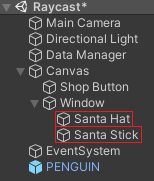 Raycast*
Main Camera
Directional Light
Data Manager
Canvas
Shop Button
Window
Santa Hat
Santa Stick
EventSystem
PENGUIN